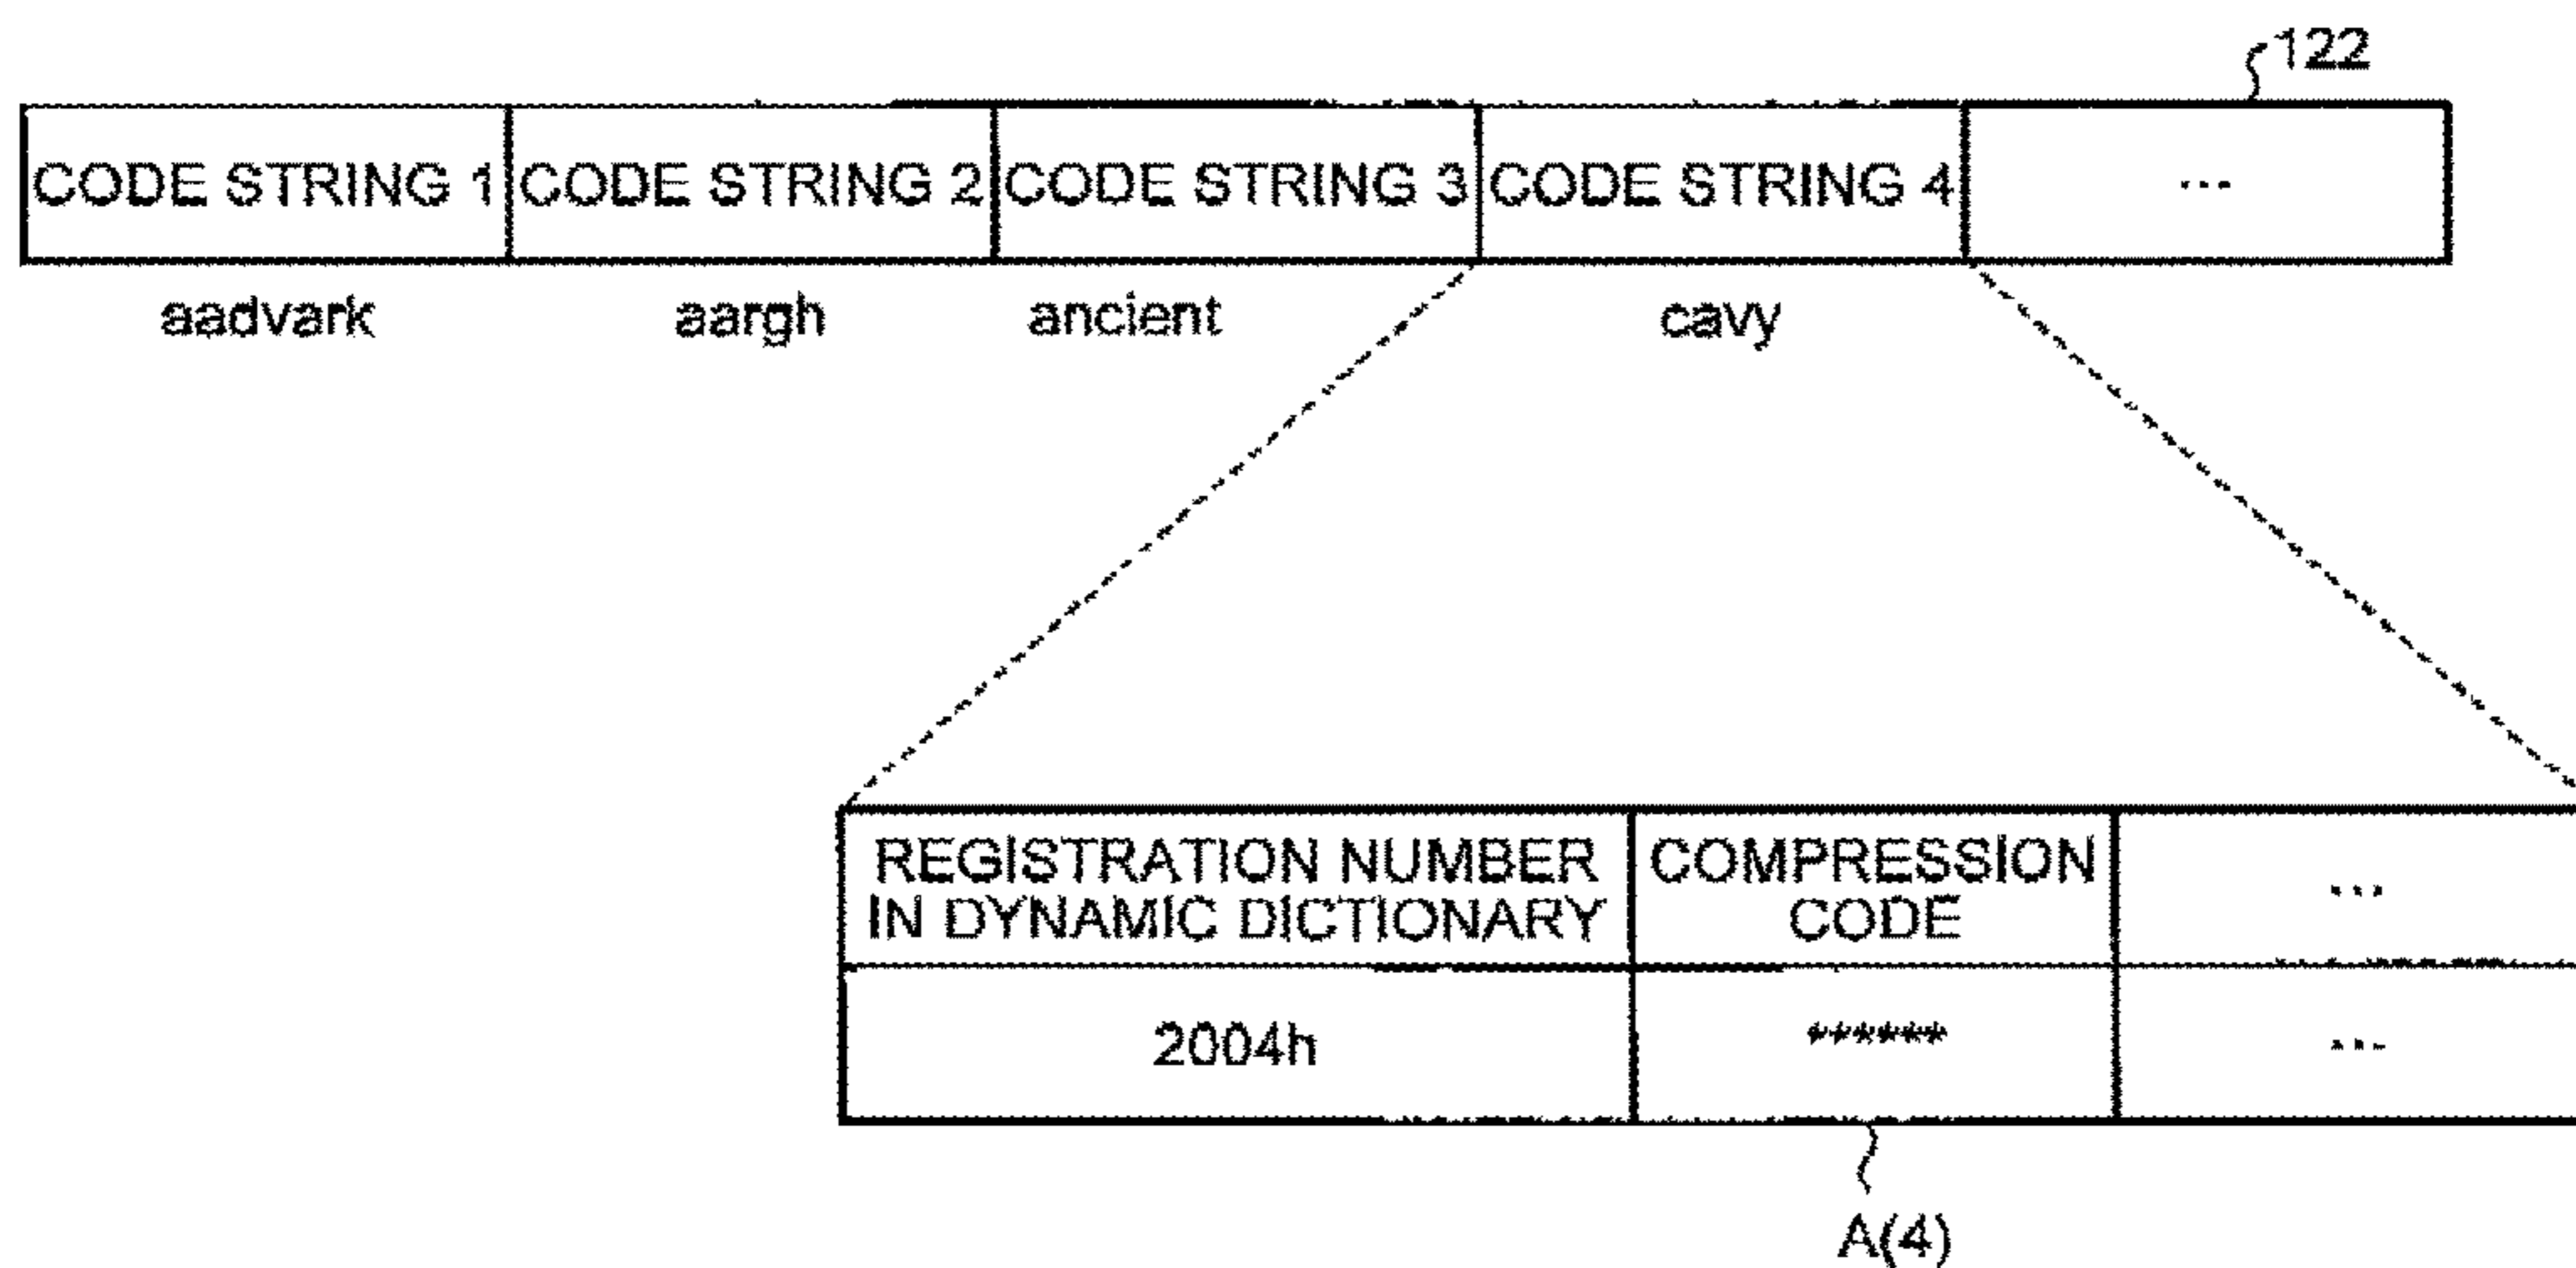 122
CODE STRING 1 CODE STRING 2 CODE STRING 3 CODE STRING 4 ...
aadvark aargh ancient cavy
REGISTRATION NUMBER IN DYNAMIC DICTIONARY
COMPRESSION CODE
...
2004h ****** ...
A(4)